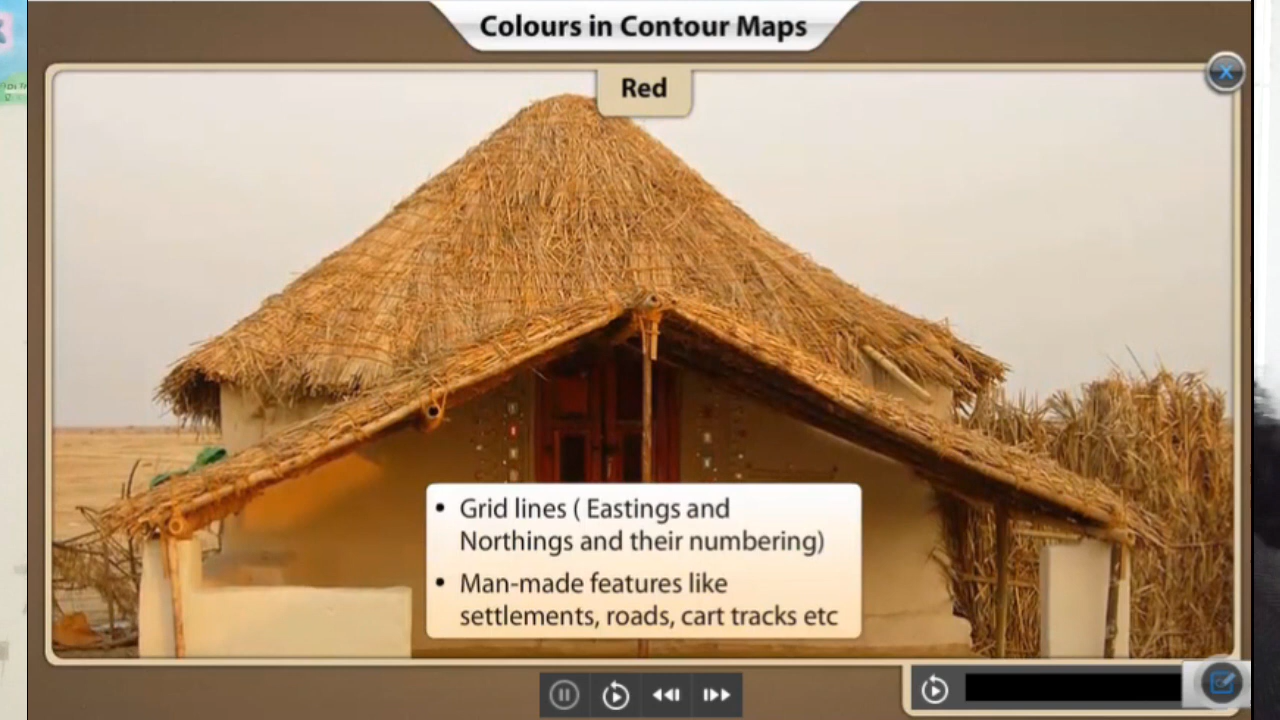 Colours in Contour Maps
Red
• Grid lines ( Eastings and
Northings and their numbering)
• Man-made features like
settlements, roads, cart tracks etc